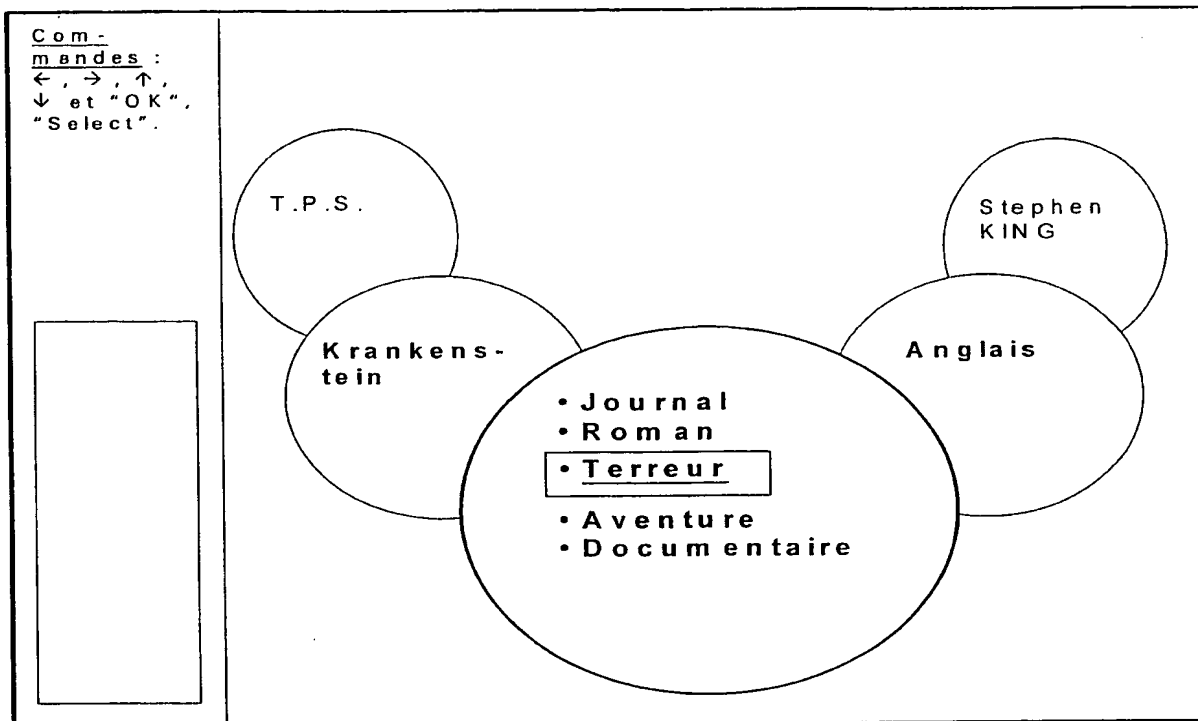 Com-
mandes :
←, →, ↑,
↓ et "OK",
"Select".
T.P.S.
Stephen
KING
Krankens-
tein
Anglais
• Journal
• Roman
• Terreur
• Aventure
• Documentaire